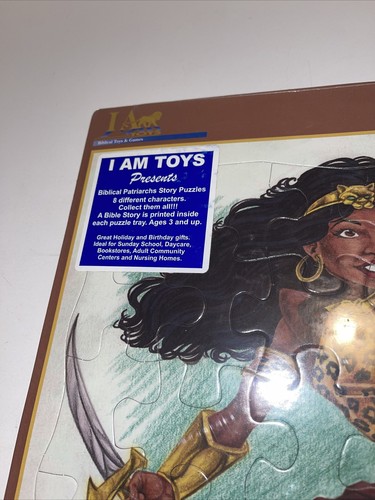 I AM
Biblical Toys & Games
I AM TOYS
Presents
Biblical Patriarchs Story Puzzles
8 different characters.
Collect them all!!!
A Bible Story is printed inside
each puzzle tray. Ages 3 and up.
Great Holiday and Birthday gifts.
Ideal for Sunday School, Daycare,
Bookstores, Adult Community
Centers and Nursing Homes.